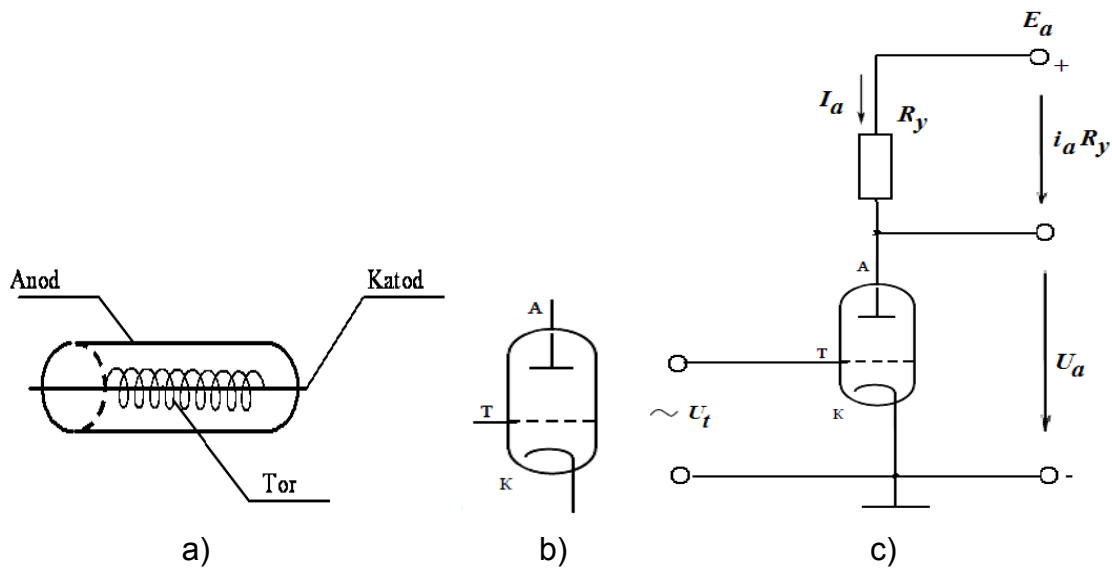 Anod
Katod
Tor
a)
A
T
K
b)
E_a
+
I_a
R_y
i_a R_y
A
T
K
~ U_t
U_a
-
c)